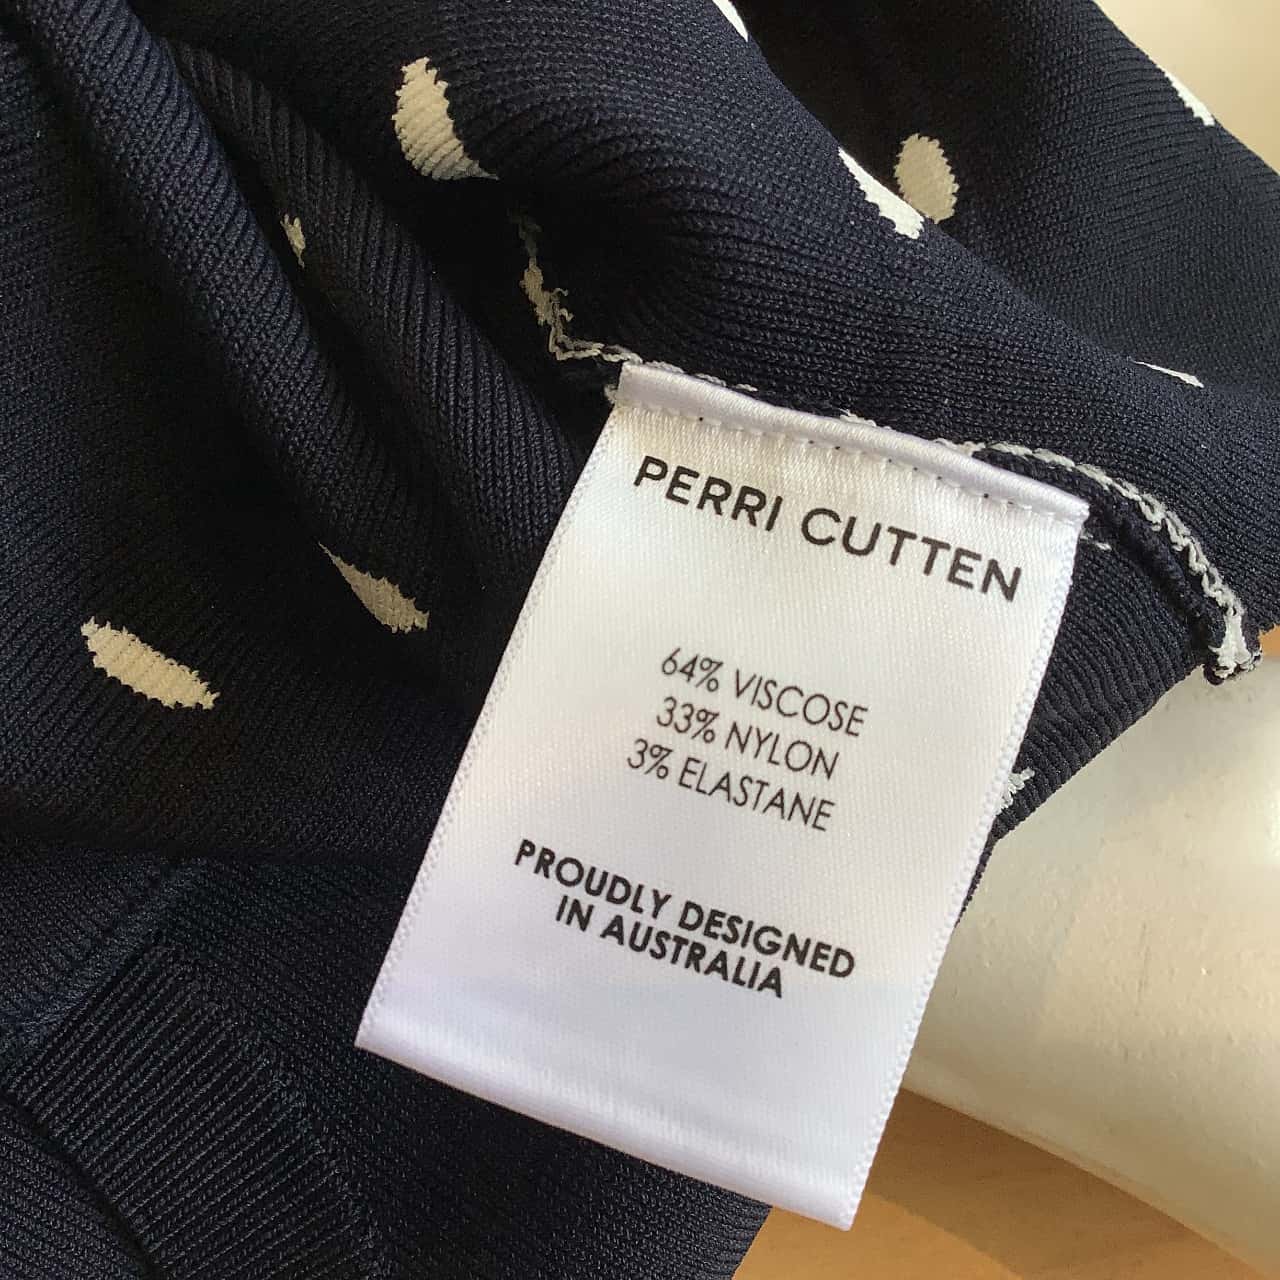 PERRI CUTTEN
64% VISCOSE
33% NYLON
3% ELASTANE
PROUDLY DESIGNED
IN AUSTRALIA